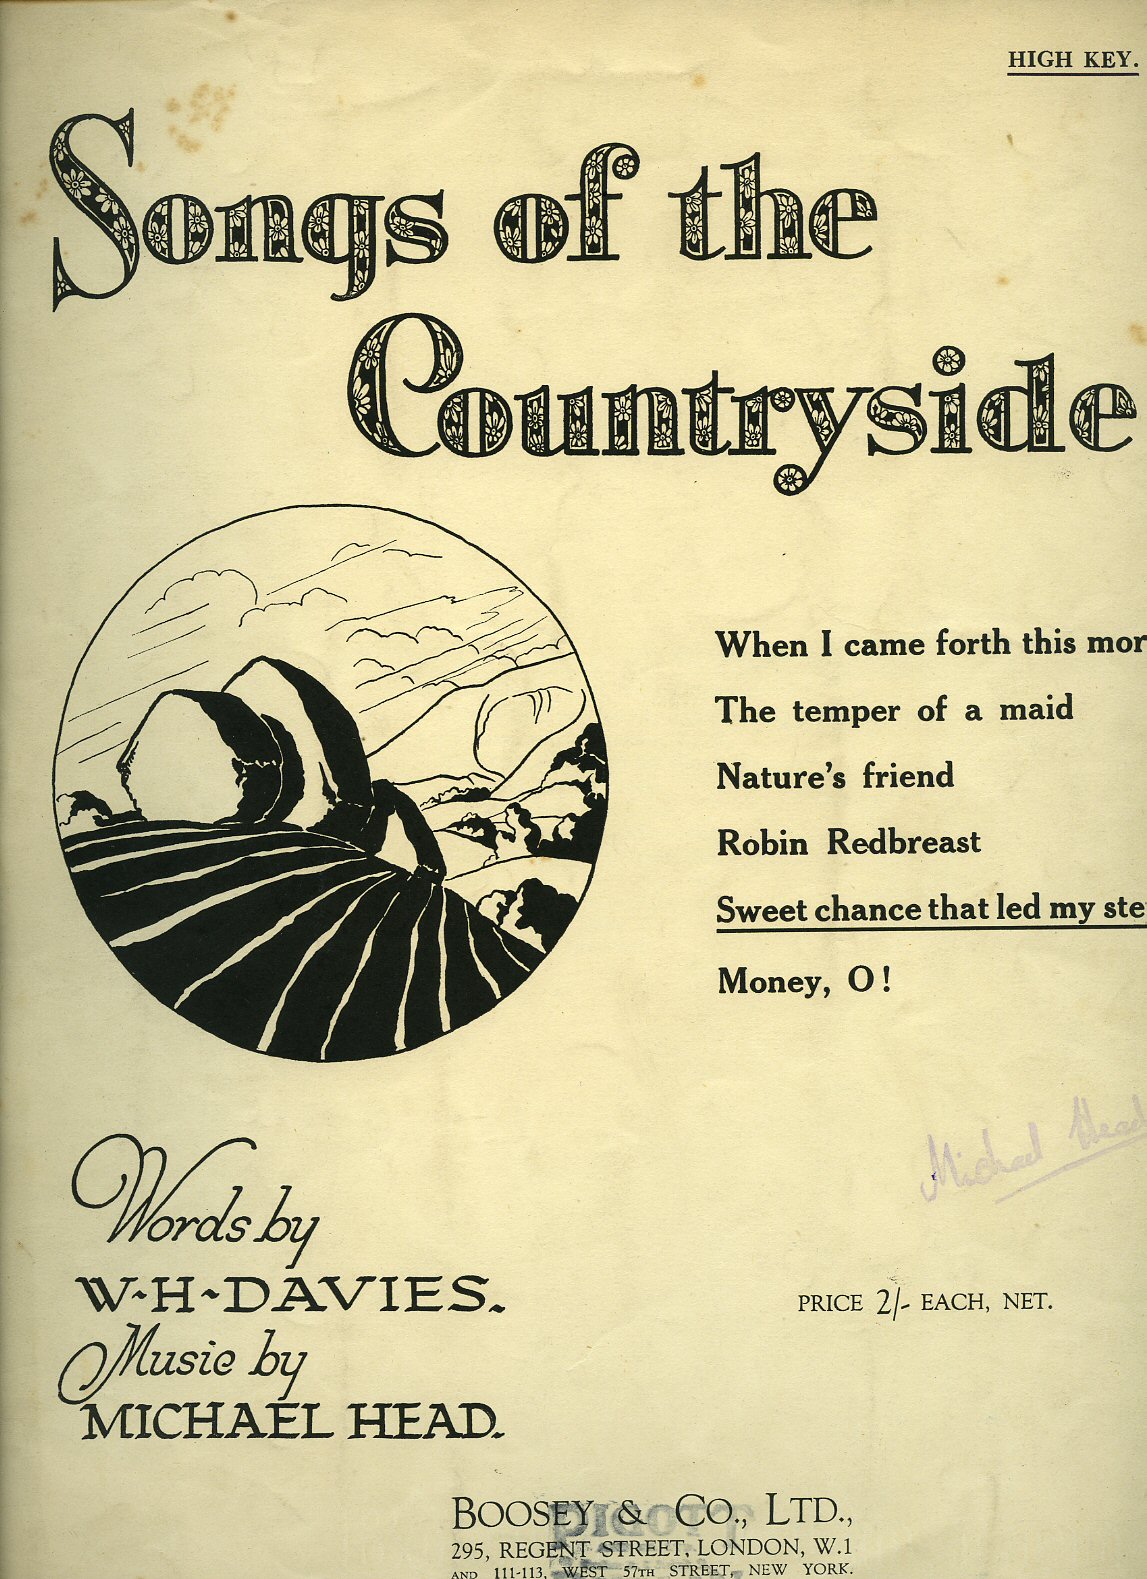 HIGH KEY.
Songs of the
Countryside
When I came forth this mor
The temper of a maid
Nature's friend
Robin Redbreast
Sweet chance that led my ste
Money, O!
Michael Head
Words by
W~H~DAVIES.
Music by
MICHAEL HEAD.
PRICE 2/- EACH, NET.
BOOSEY & CO., LTD.,
295, REGENT STREET, LONDON, W.1
AND 111-113, WEST 57TH STREET, NEW YORK.